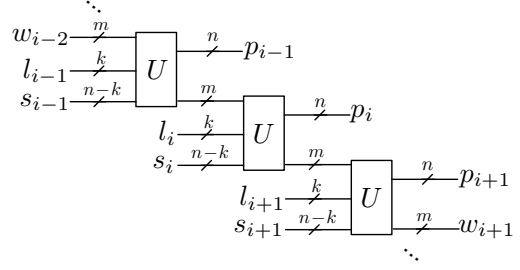 ⋱
w_{i-2} m U n p_{i-1}
l_{i-1} k
s_{i-1} n-k m
U n p_i
l_i k
s_i n-k m
U n p_{i+1}
l_{i+1} k
s_{i+1} n-k m w_{i+1}
⋱